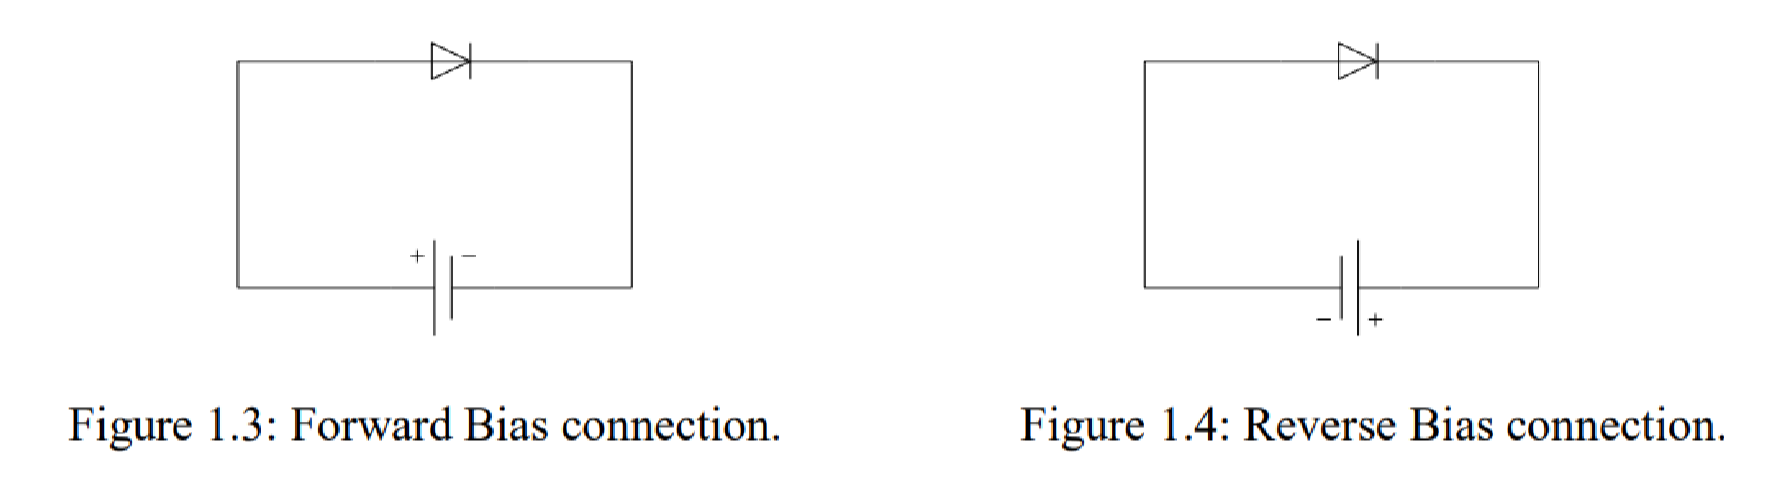 + −
− +
Figure 1.3: Forward Bias connection.
Figure 1.4: Reverse Bias connection.